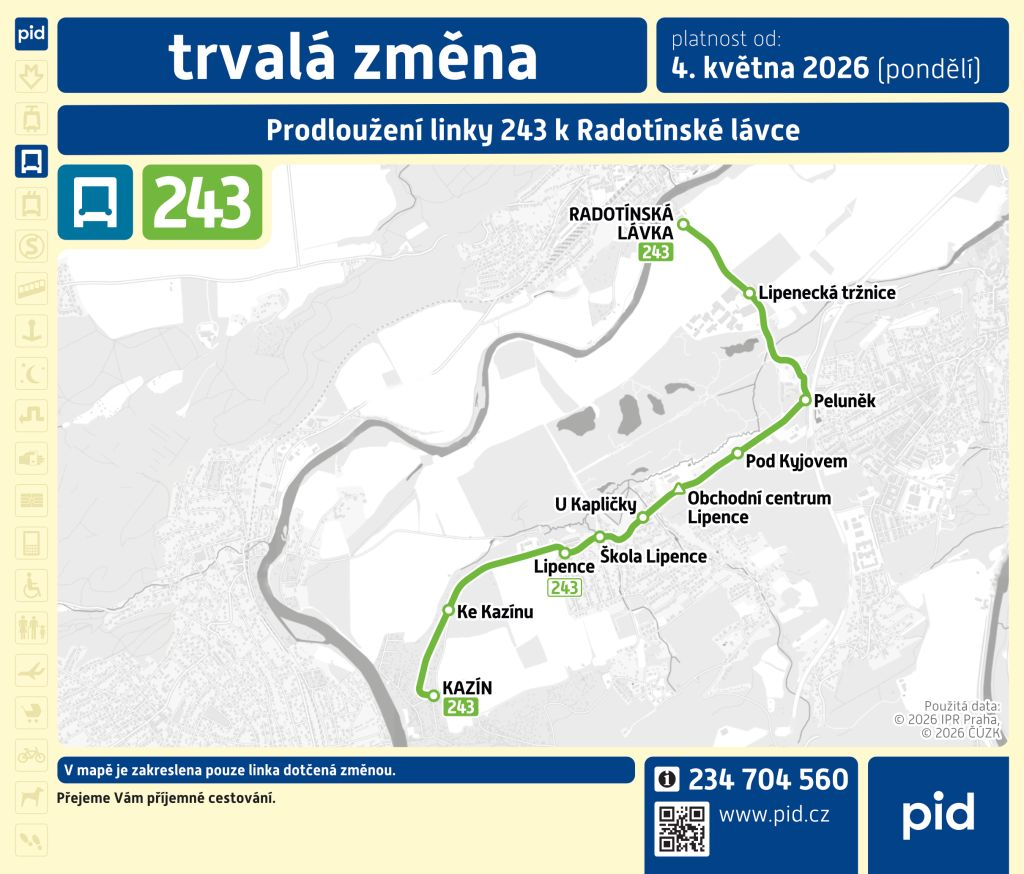 pid
trvalá změna
platnost od:
4. května 2026 (pondělí)
Prodloužení linky 243 k Radotínské lávce
243
RADOTÍNSKÁ
LÁVKA
243
Lipenecká tržnice
Peluněk
Pod Kyjovem
Obchodní centrum
Lipence
U Kapličky
Škola Lipence
Lipence
243
Ke Kazínu
KAZÍN
243
Použitá data:
© 2026 IPR Praha,
© 2026 ČÚZK
V mapě je zakreslena pouze linka dotčená změnou.
Přejeme Vám příjemné cestování.
234 704 560
www.pid.cz
pid